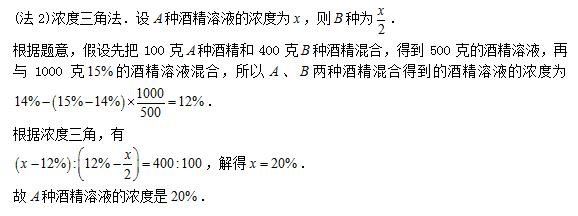 (法 2)浓度三角法．设 A 种酒精溶液的浓度为 x，则 B 种为 x/2．
根据题意，假设先把 100 克 A 种酒精和 400 克 B 种酒精混合，得到 500 克的酒精溶液，再
与 1000 克 15% 的酒精溶液混合，所以 A 、 B 两种酒精混合得到的酒精溶液的浓度为
14%−(15%−14%)×1000/500=12%．
根据浓度三角，有
(x−12%):(12%−x/2)=400:100，解得 x=20%．
故 A 种酒精溶液的浓度是 20%．